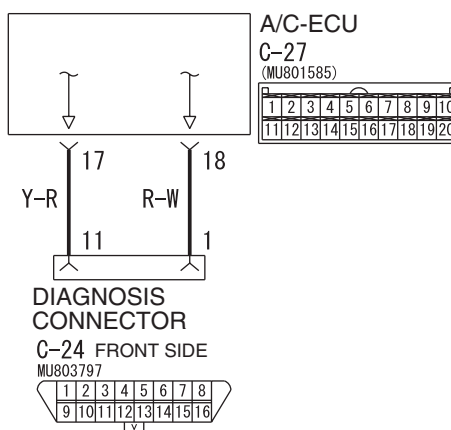 A/C-ECU
C-27
(MU801585)
1 2 3 4 5 6 7 8 9 10
11 12 13 14 15 16 17 18 19 20
17 18
Y-R R-W
11 1
DIAGNOSIS
CONNECTOR
C-24 FRONT SIDE
MU803797
1 2 3 4 5 6 7 8
9 10 11 12 13 14 15 16